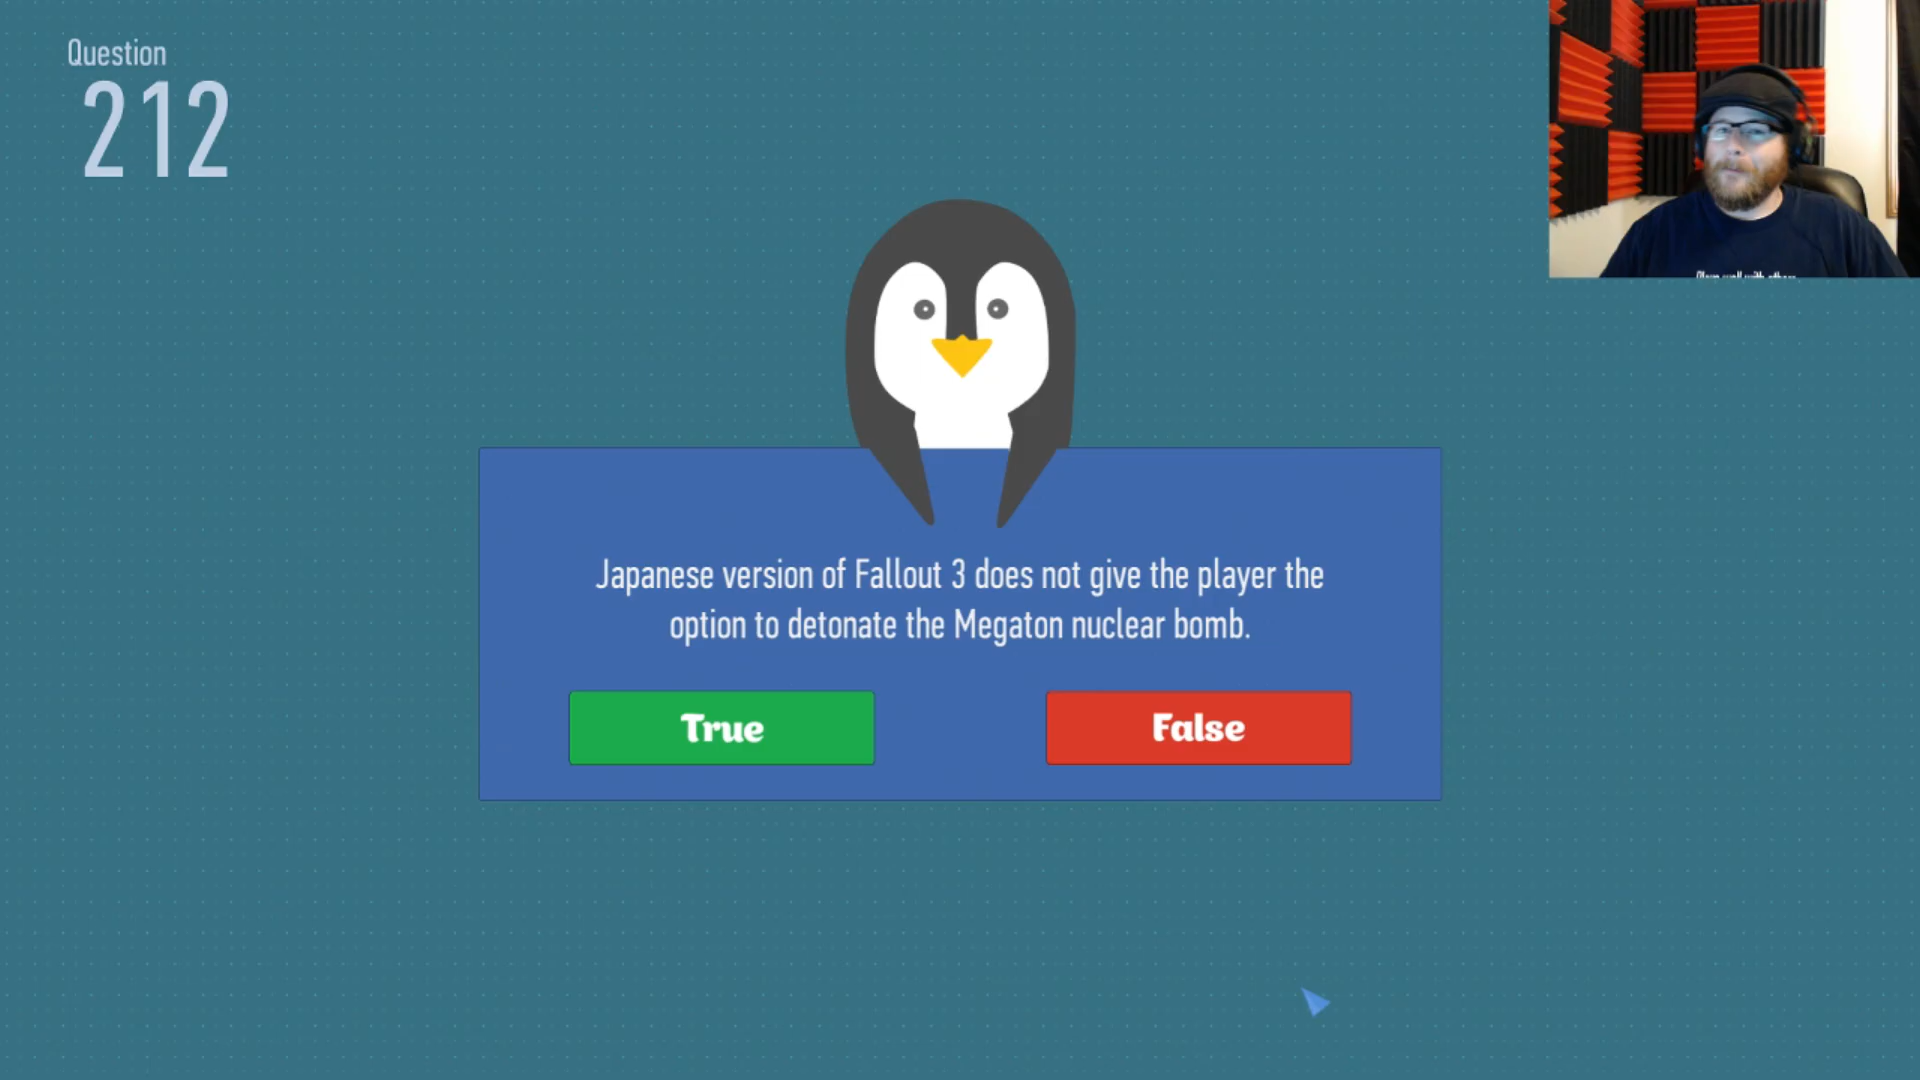 Question
212
Japanese version of Fallout 3 does not give the player the
option to detonate the Megaton nuclear bomb.
True
False